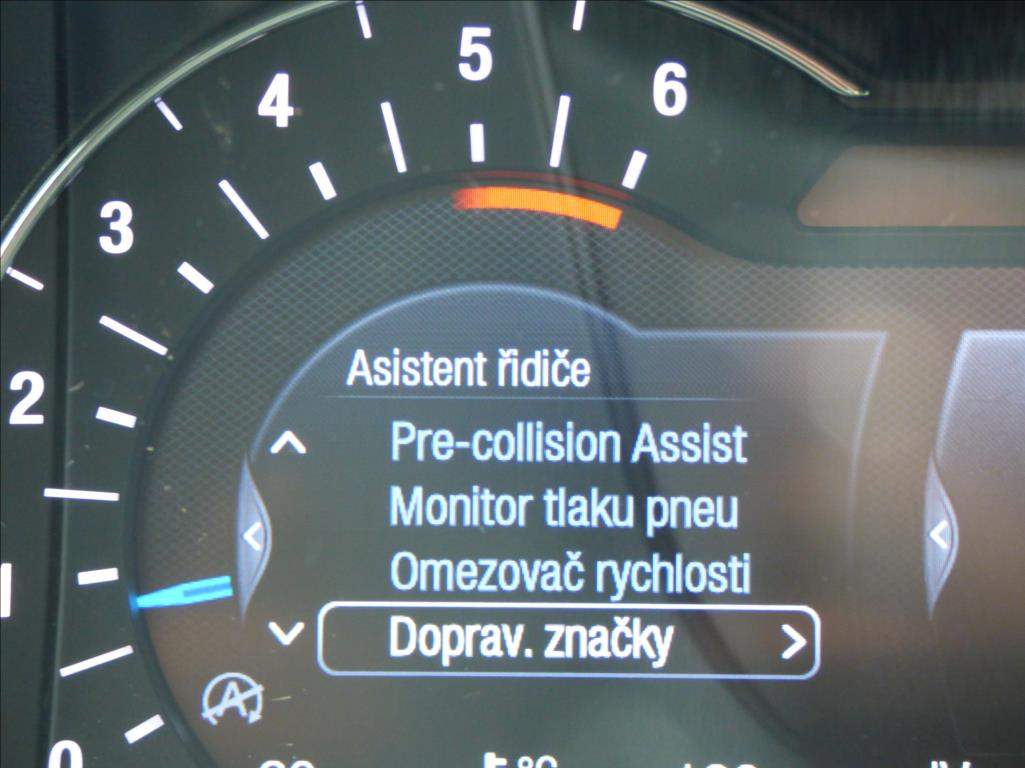 5
4
6
3
2
1
0
Asistent řidiče
Pre-collision Assist
Monitor tlaku pneu
Omezovač rychlosti
Doprav. značky
A
°C